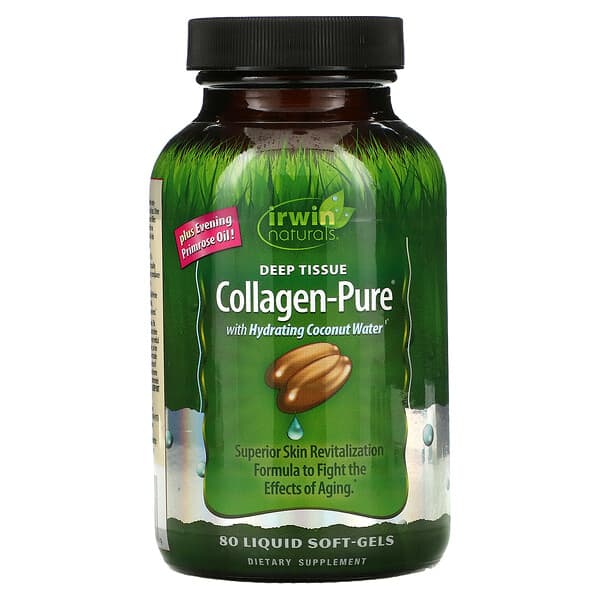 irwin
naturals®
plus Evening
Primrose Oil!
DEEP TISSUE
Collagen-Pure®
with Hydrating Coconut Water†
Superior Skin Revitalization
Formula to Fight the
Effects of Aging.*
80 LIQUID SOFT-GELS
DIETARY SUPPLEMENT